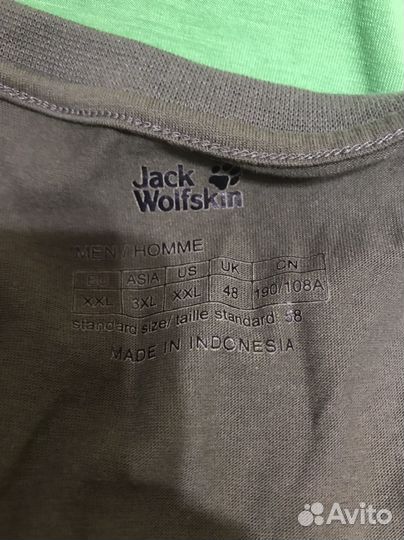 Jack
Wolfskin
MEN / HOMME
EU ASIA US UK CN
XXL 3XL XXL 48 190/108A
standard size/ taille standard: 58
MADE IN INDONESIA
Avito